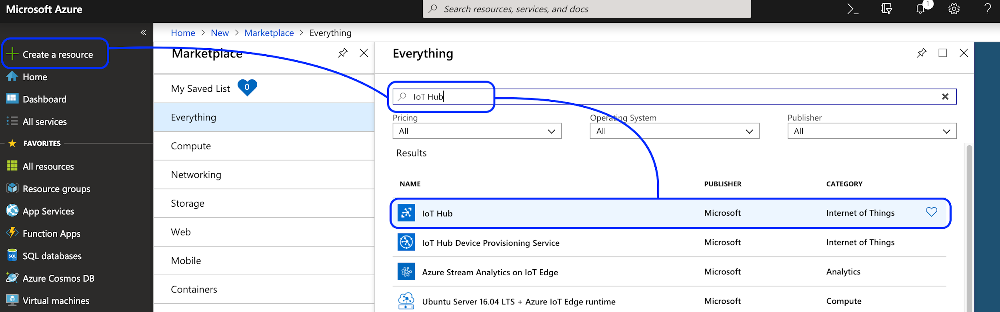 Microsoft Azure
Search resources, services, and docs
1
?
«
Home > New > Marketplace > Everything
Create a resource
Home
Dashboard
All services
FAVORITES
All resources
Resource groups
App Services
Function Apps
SQL databases
Azure Cosmos DB
Virtual machines
Marketplace
My Saved List 0
Everything
Compute
Networking
Storage
Web
Mobile
Containers
Everything
IoT Hub
Pricing Operating System Publisher
All All All
Results
NAME PUBLISHER CATEGORY
IoT Hub Microsoft Internet of Things
IoT Hub Device Provisioning Service Microsoft Internet of Things
Azure Stream Analytics on IoT Edge Microsoft Analytics
Ubuntu Server 16.04 LTS + Azure IoT Edge runtime Microsoft Compute